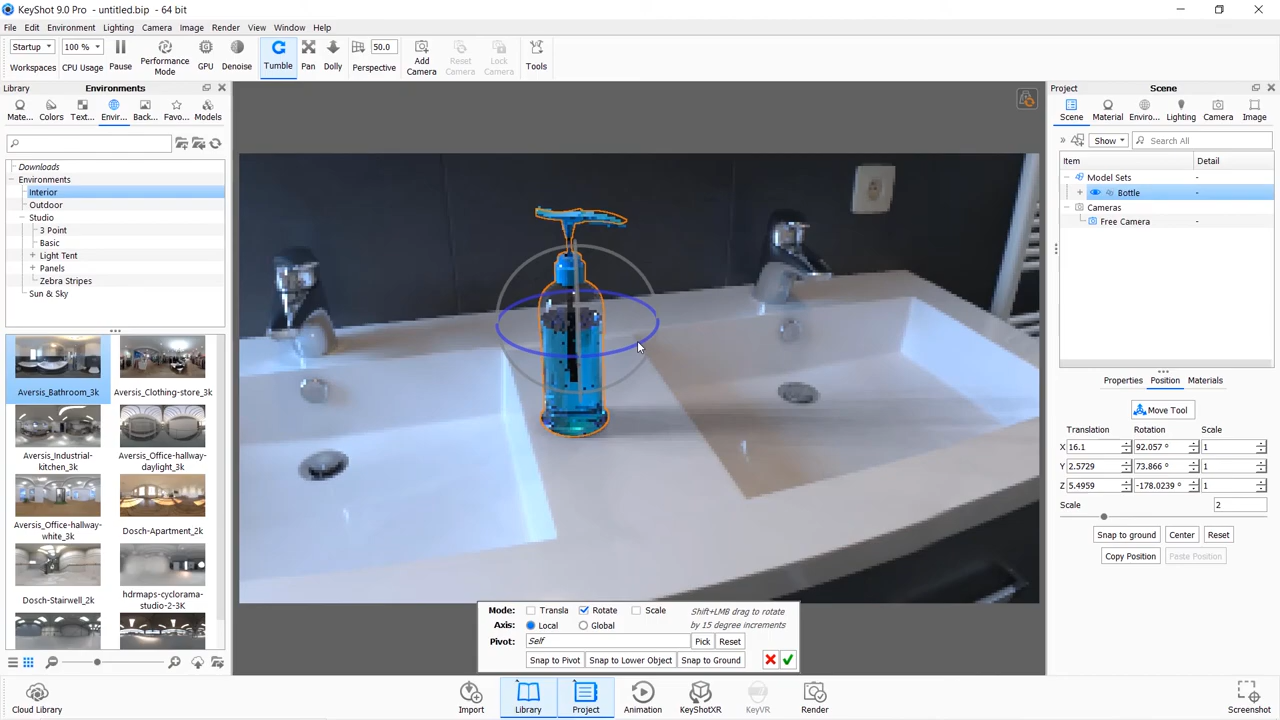 KeyShot 9.0 Pro - untitled.bip - 64 bit
File Edit Environment Lighting Camera Image Render View Window Help
Startup 100 % 50.0
Workspaces CPU Usage Pause Performance Mode GPU Denoise Tumble Pan Dolly Perspective Add Camera Reset Camera Lock Camera Tools
Library Environments
Mate... Colors Text... Envir... Back... Favo... Models
Downloads
Environments
Interior
Outdoor
Studio
3 Point
Basic
Light Tent
Panels
Zebra Stripes
Sun & Sky
Aversis_Bathroom_3k Aversis_Clothing-store_3k
Aversis_Industrial-kitchen_3k Aversis_Office-hallway-daylight_3k
Aversis_Office-hallway-white_3k Dosch-Apartment_2k
Dosch-Stairwell_2k hdrmaps-cyclorama-studio-2-3K
Cloud Library
Mode: Transla Rotate Scale
Axis: Local Global
Shift+LMB drag to rotate by 15 degree increments
Pivot: Self Pick Reset
Snap to Pivot Snap to Lower Object Snap to Ground
Import Library Project Animation KeyShotXR KeyVR Render Screenshot
Project Scene
Scene Material Enviro... Lighting Camera Image
Show Search All
Item Detail
Model Sets -
Bottle -
Cameras -
Free Camera -
Properties Position Materials
Move Tool
Translation Rotation Scale
X 16.1 92.057 ° 1
Y 2.5729 73.866 ° 1
Z 5.4959 -178.0239 ° 1
Scale 2
Snap to ground Center Reset
Copy Position Paste Position